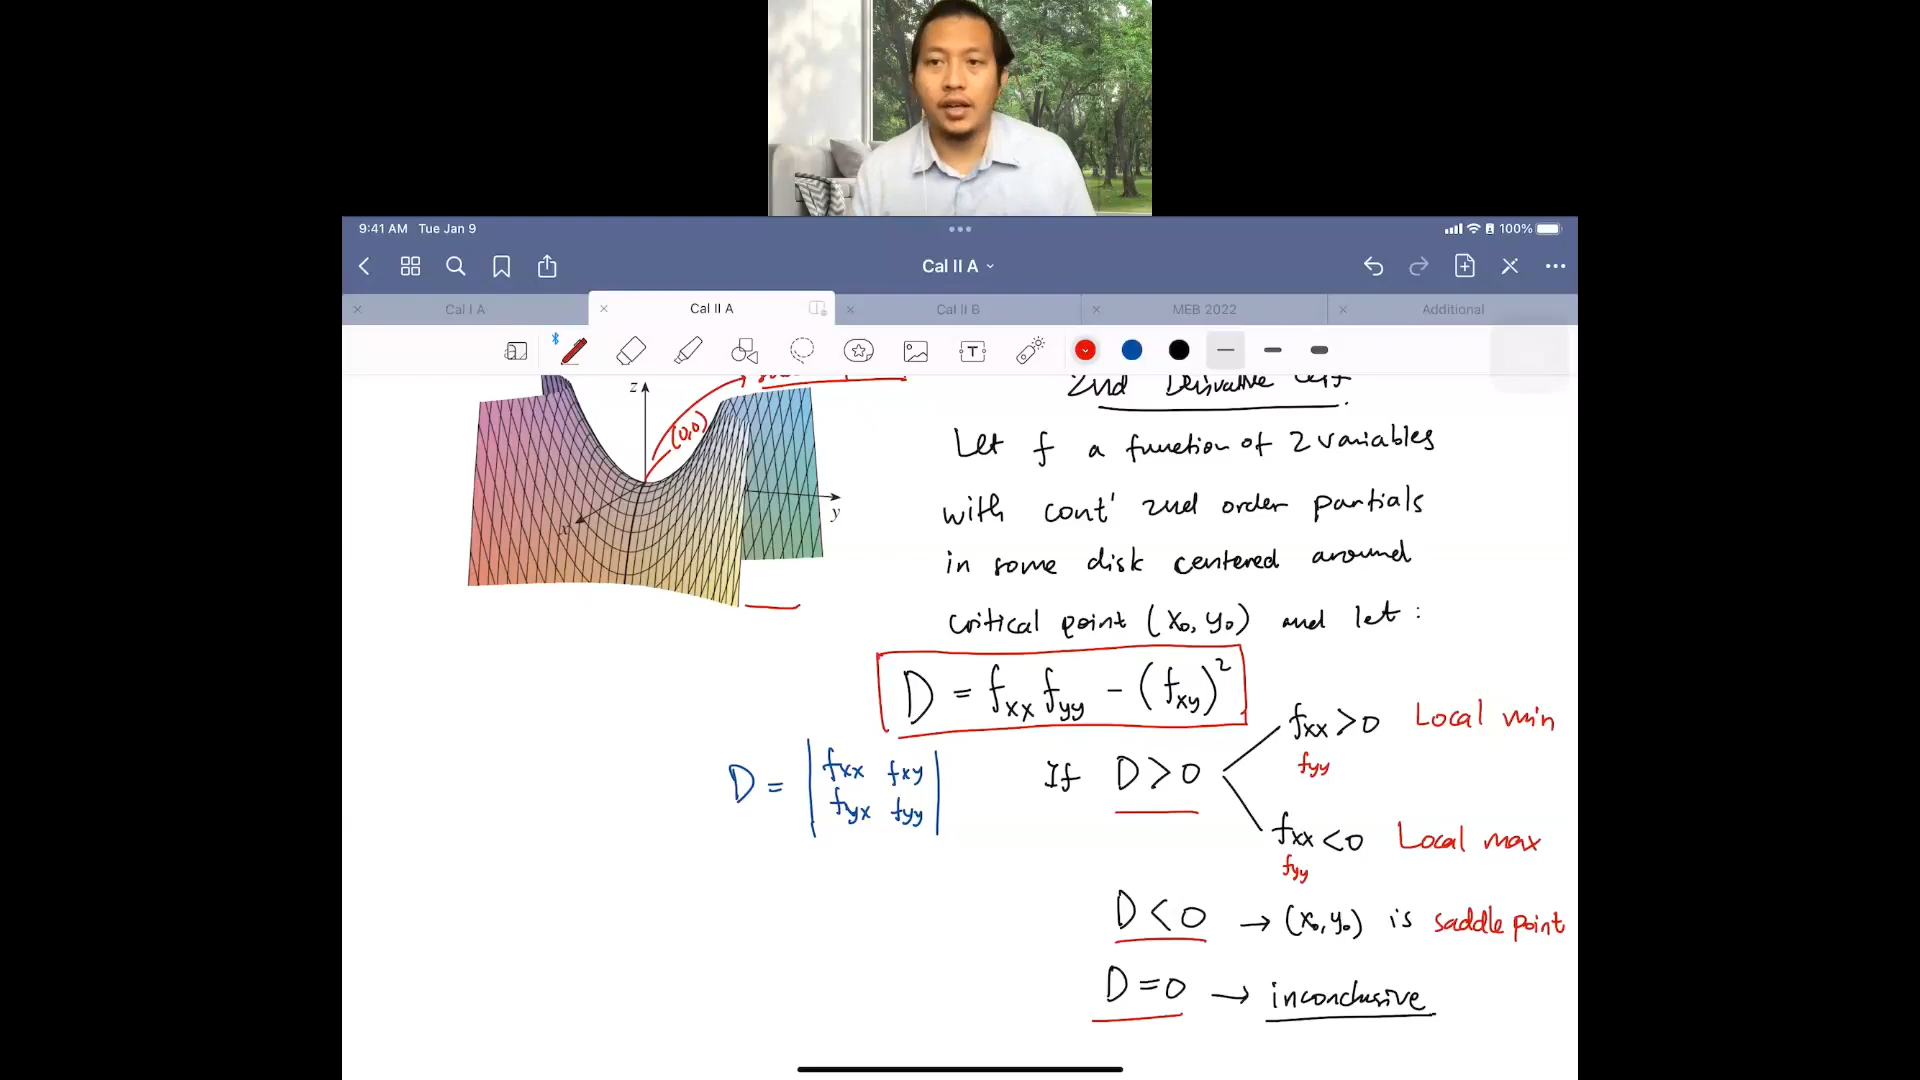 9:41 AM Tue Jan 9
100%
Cal II A
Cal I A
Cal II A
Cal II B
MEB 2022
Additional
T
z
(0,0)
y
x
2nd Derivative test
Let f a function of 2 variables
with cont' 2nd order partials
in some disk centered around
critical point (x₀, y₀) and let :
D = fxx fyy - (fxy)²
D = | fxx fxy |
| fyx fyy |
If D > 0
fxx > 0 Local min
fyy
fxx < 0 Local max
fyy
D < 0 → (x₀, y₀) is saddle point
D = 0 → inconclusive